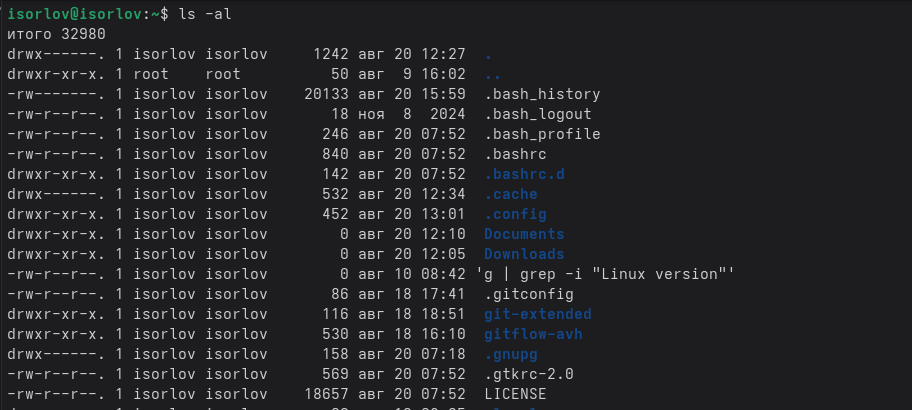 isorlov@isorlov:~$ ls -al
итого 32980
drwx------. 1 isorlov isorlov 1242 авг 20 12:27 .
drwxr-xr-x. 1 root root 50 авг 9 16:02 ..
-rw-------. 1 isorlov isorlov 20133 авг 20 15:59 .bash_history
-rw-r--r--. 1 isorlov isorlov 18 ноя 8 2024 .bash_logout
-rw-r--r--. 1 isorlov isorlov 246 авг 20 07:52 .bash_profile
-rw-r--r--. 1 isorlov isorlov 840 авг 20 07:52 .bashrc
drwxr-xr-x. 1 isorlov isorlov 142 авг 20 07:52 .bashrc.d
drwx------. 1 isorlov isorlov 532 авг 20 12:34 .cache
drwxr-xr-x. 1 isorlov isorlov 452 авг 20 13:01 .config
drwxr-xr-x. 1 isorlov isorlov 0 авг 20 12:10 Documents
drwxr-xr-x. 1 isorlov isorlov 0 авг 20 12:05 Downloads
-rw-r--r--. 1 isorlov isorlov 0 авг 10 08:42 'g | grep -i "Linux version"'
-rw-r--r--. 1 isorlov isorlov 86 авг 18 17:41 .gitconfig
drwxr-xr-x. 1 isorlov isorlov 116 авг 18 18:51 git-extended
drwxr-xr-x. 1 isorlov isorlov 530 авг 18 16:10 gitflow-avh
drwx------. 1 isorlov isorlov 158 авг 20 07:18 .gnupg
-rw-r--r--. 1 isorlov isorlov 569 авг 20 07:52 .gtkrc-2.0
-rw-r--r--. 1 isorlov isorlov 18657 авг 20 07:52 LICENSE